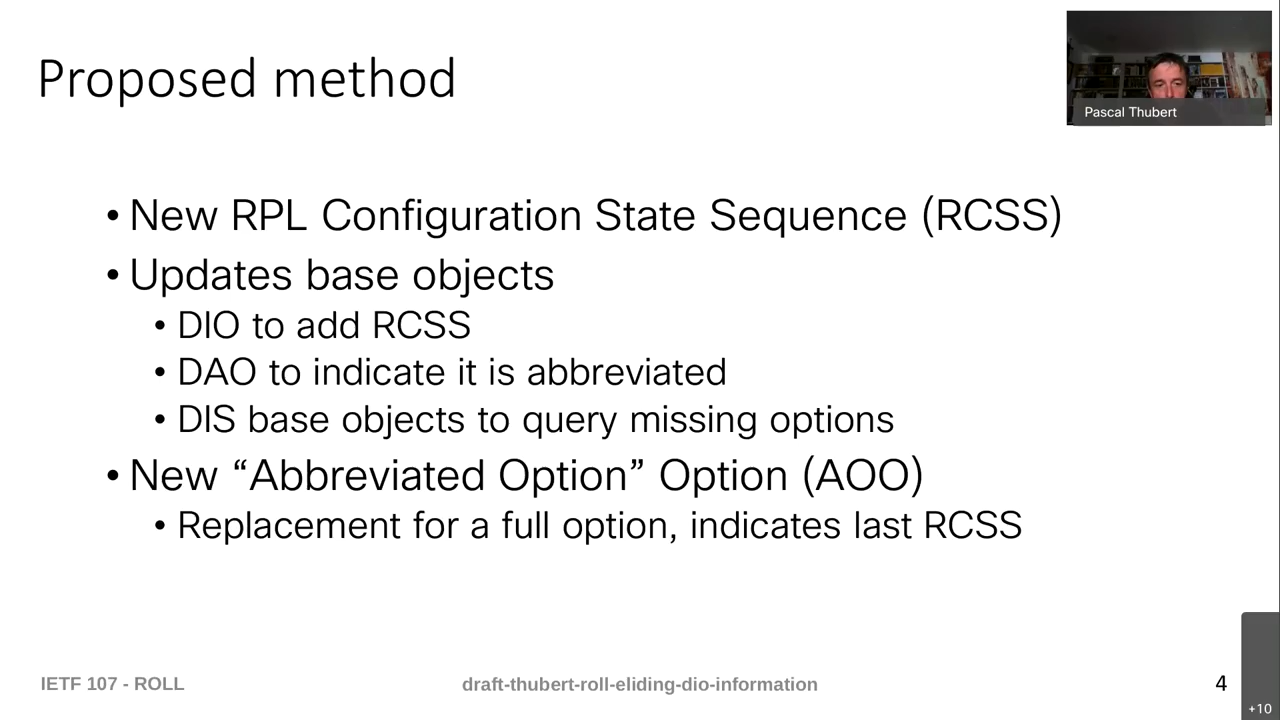 Proposed method
Pascal Thubert
• New RPL Configuration State Sequence (RCSS)
• Updates base objects
• DIO to add RCSS
• DAO to indicate it is abbreviated
• DIS base objects to query missing options
• New “Abbreviated Option” Option (AOO)
• Replacement for a full option, indicates last RCSS
IETF 107 - ROLL
draft-thubert-roll-eliding-dio-information
4
+10